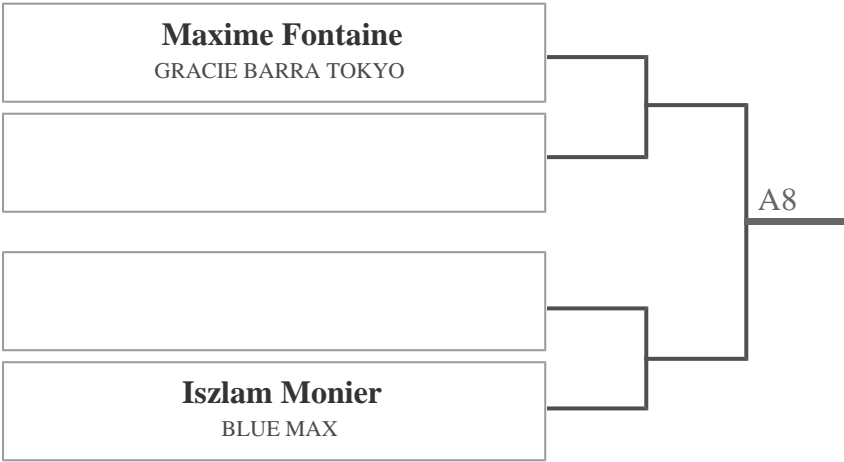 Maxime Fontaine
GRACIE BARRA TOKYO
A8
Iszlam Monier
BLUE MAX